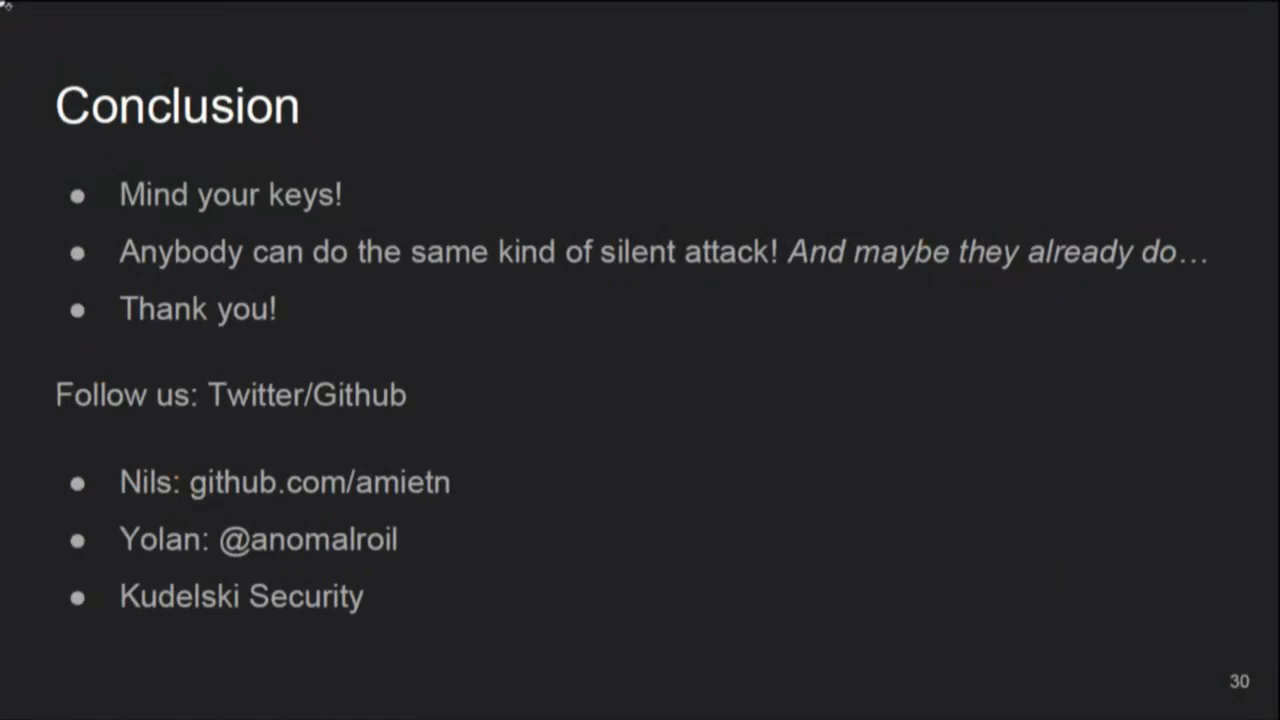 Conclusion
● Mind your keys!
● Anybody can do the same kind of silent attack! And maybe they already do…
● Thank you!
Follow us: Twitter/Github
● Nils: github.com/amietn
● Yolan: @anomalroil
● Kudelski Security
30